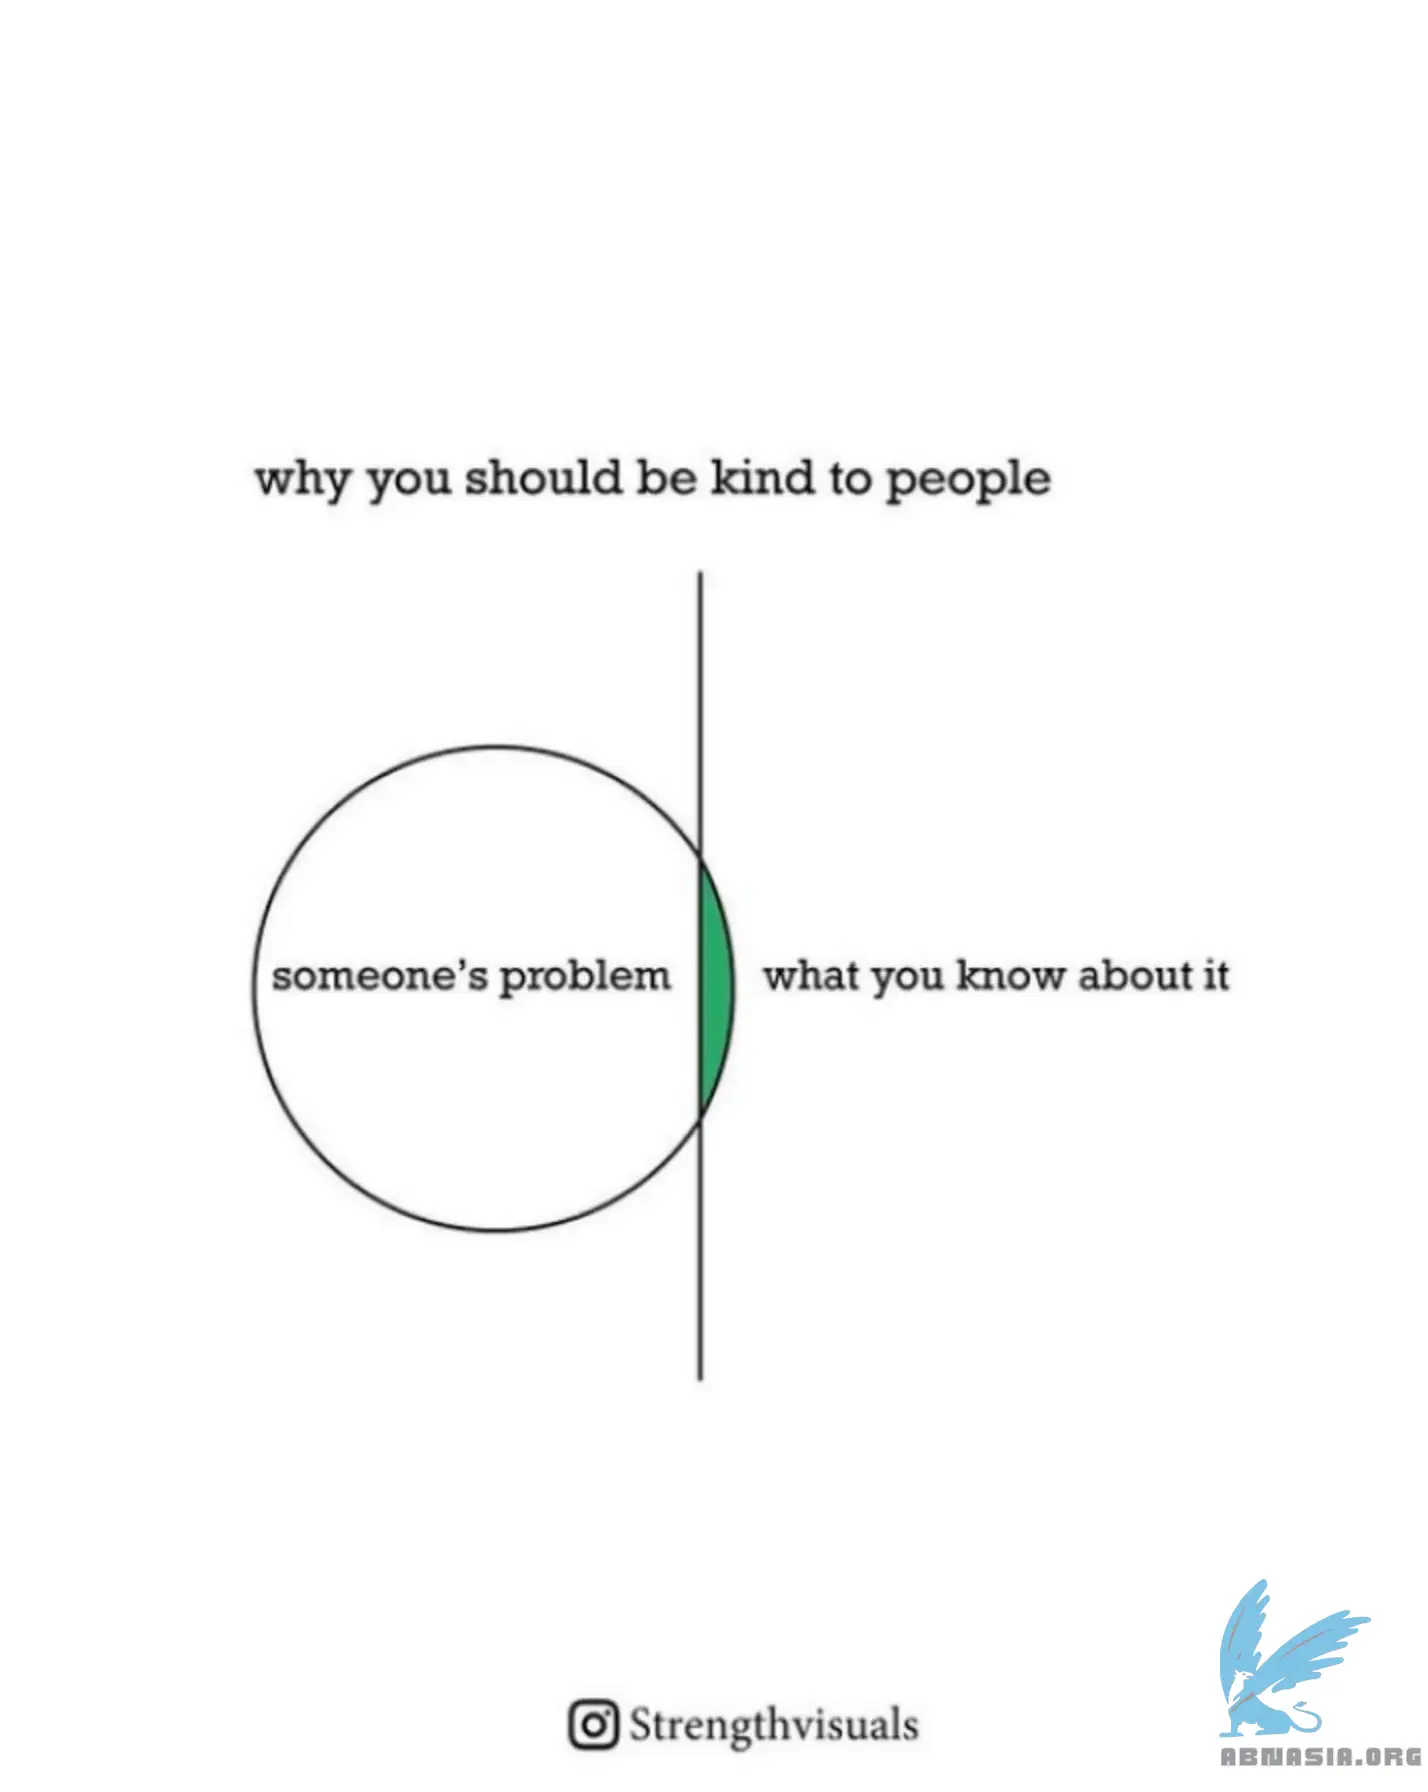 why you should be kind to people
someone's problem
what you know about it
Strengthvisuals
ABNASIA.ORG